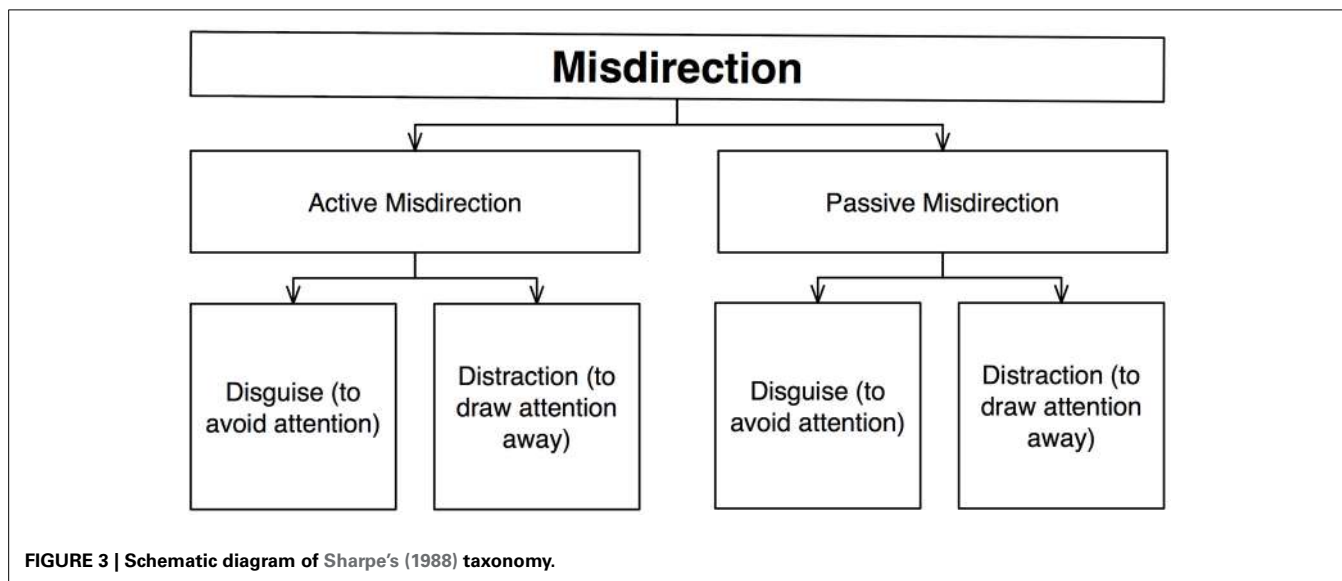 Misdirection
Active Misdirection
Passive Misdirection
Disguise (to
avoid attention)
Distraction (to
draw attention
away)
Disguise (to
avoid attention)
Distraction (to
draw attention
away)
FIGURE 3 | Schematic diagram of Sharpe's (1988) taxonomy.